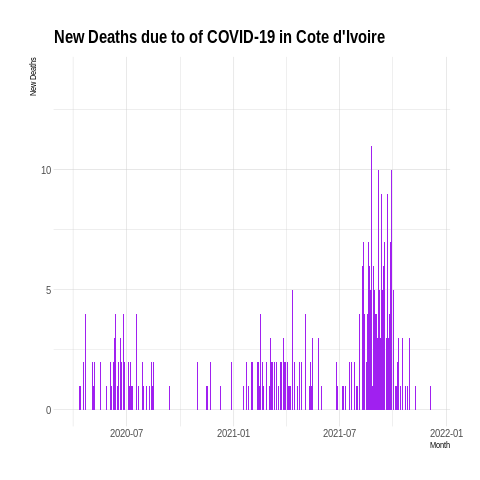 New Deaths due to of COVID-19 in Cote d'Ivoire
New Deaths
10
5
0
2020-07
2021-01
2021-07
2022-01
Month